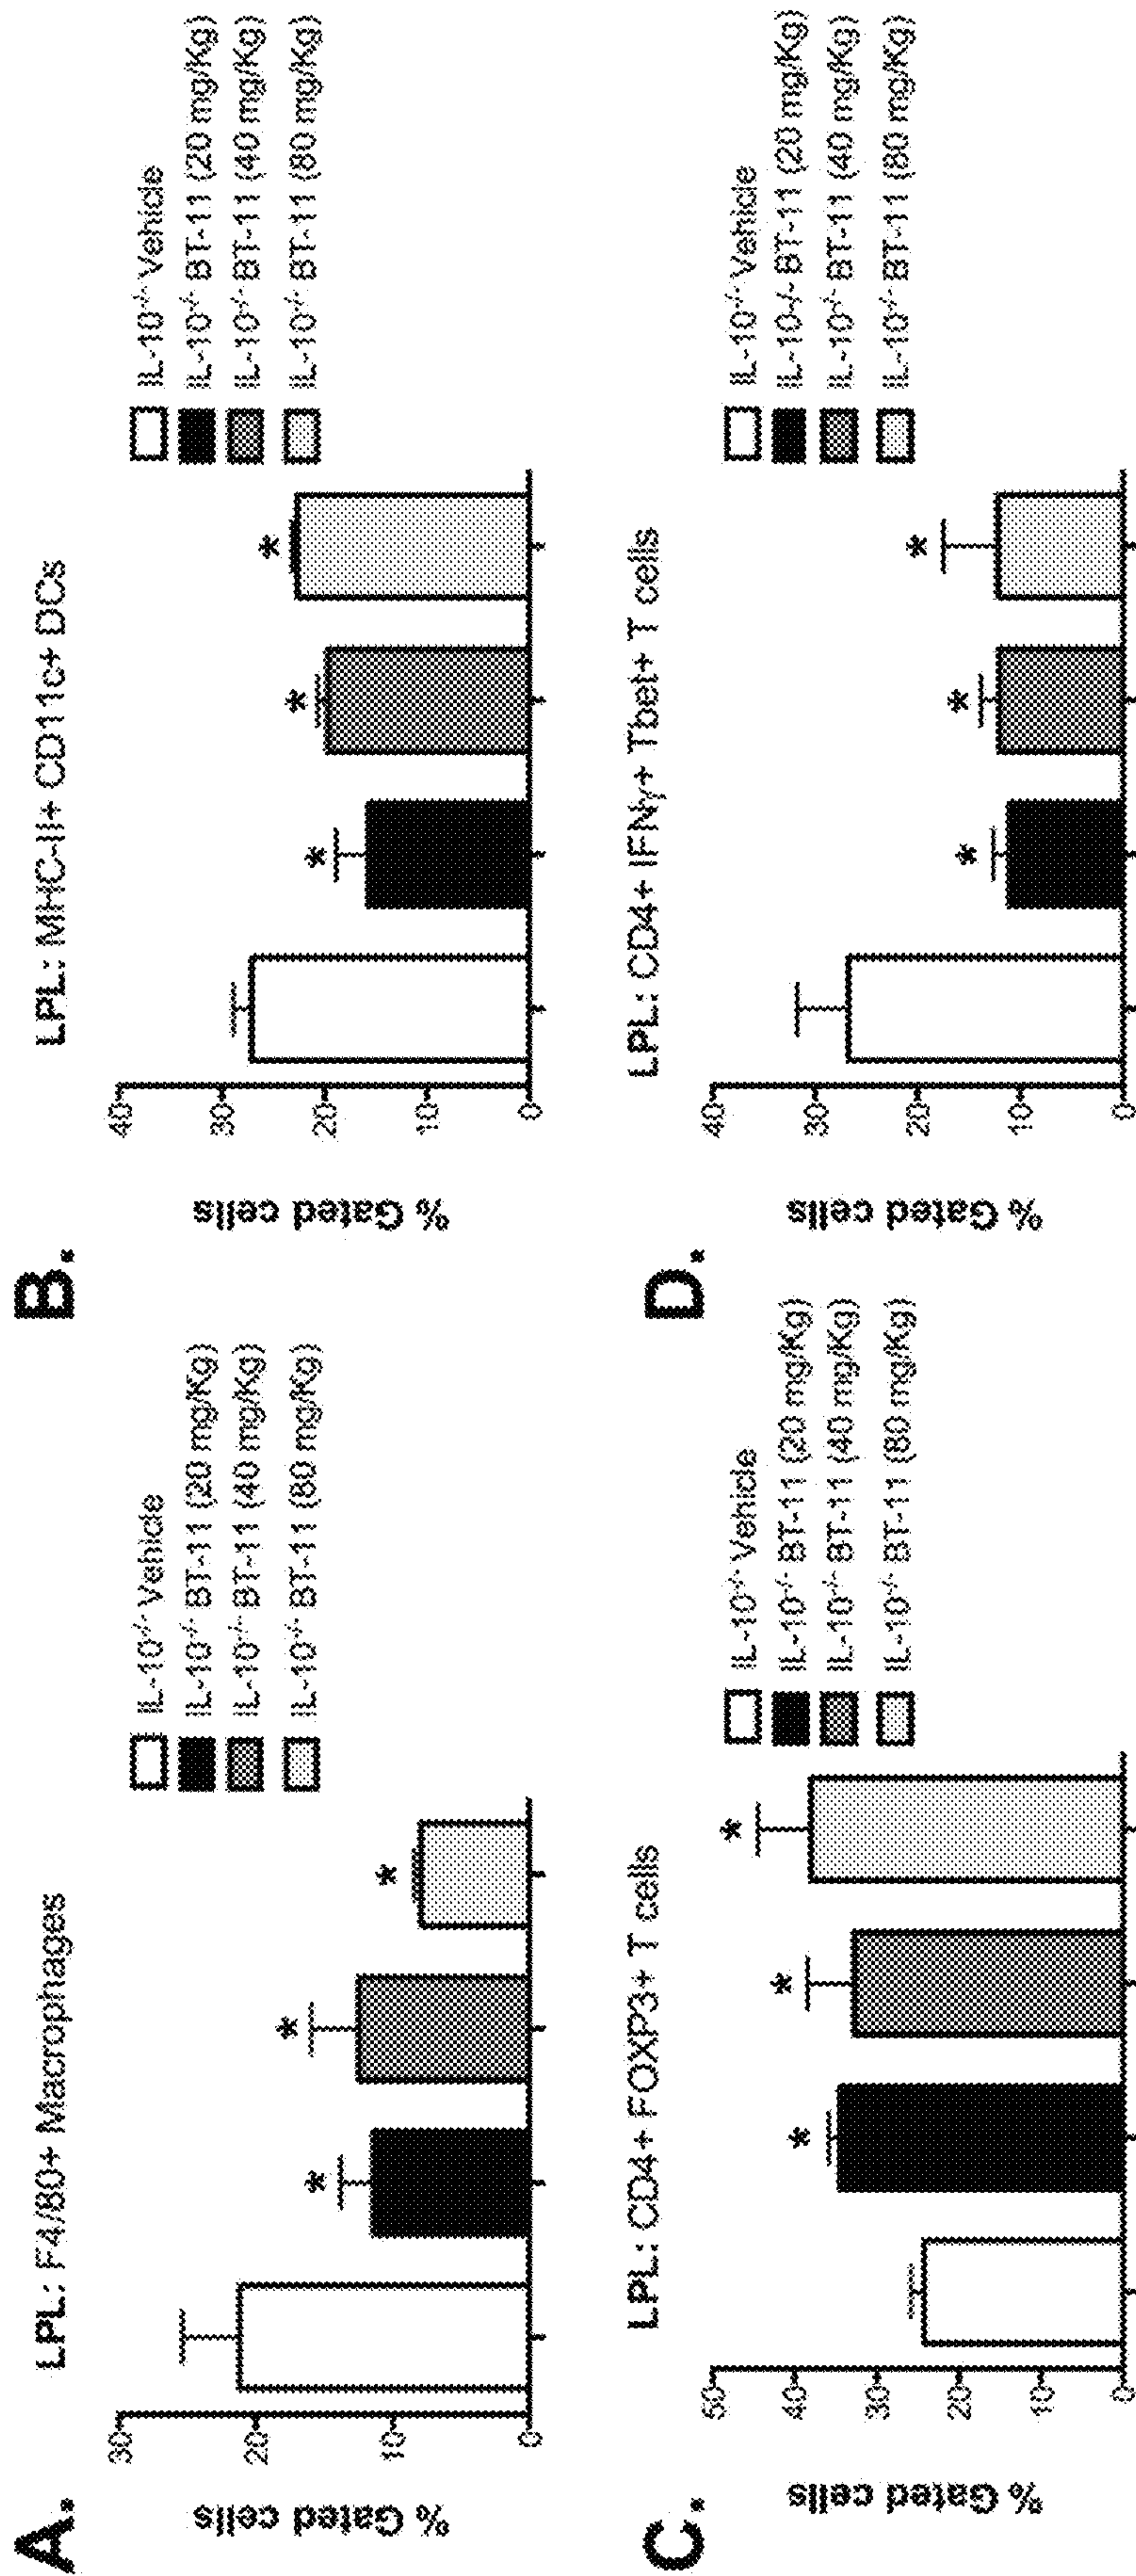 A.
LPL: F4/80+ Macrophages
% Gated cells
30
20
10
0
*
*
*
IL-10-/- Vehicle
IL-10-/- BT-11 (20 mg/Kg)
IL-10-/- BT-11 (40 mg/Kg)
IL-10-/- BT-11 (80 mg/Kg)
B.
LPL: MHC-II+ CD11c+ DCs
% Gated cells
40
30
20
10
0
*
*
*
IL-10-/- Vehicle
IL-10-/- BT-11 (20 mg/Kg)
IL-10-/- BT-11 (40 mg/Kg)
IL-10-/- BT-11 (80 mg/Kg)
C.
LPL: CD4+ FOXP3+ T cells
% Gated cells
50
40
30
20
10
0
*
*
*
IL-10-/- Vehicle
IL-10-/- BT-11 (20 mg/Kg)
IL-10-/- BT-11 (40 mg/Kg)
IL-10-/- BT-11 (80 mg/Kg)
D.
LPL: CD4+ IFNγ+ Tbet+ T cells
% Gated cells
40
30
20
10
0
*
*
*
IL-10-/- Vehicle
IL-10-/- BT-11 (20 mg/Kg)
IL-10-/- BT-11 (40 mg/Kg)
IL-10-/- BT-11 (80 mg/Kg)